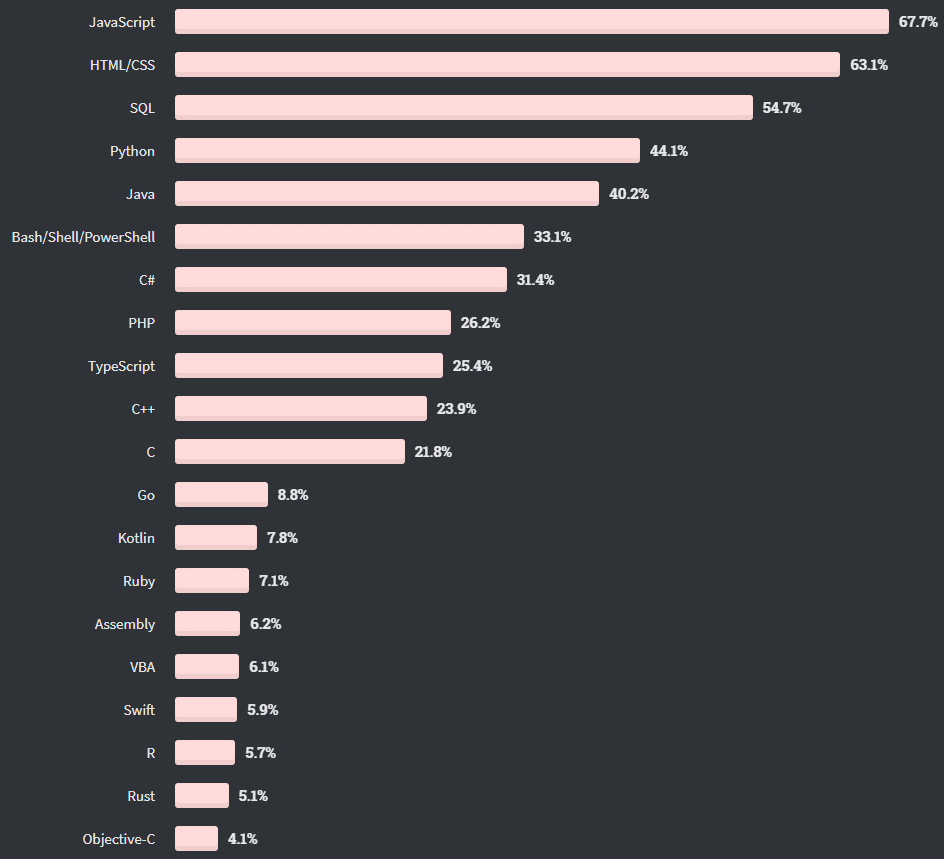 JavaScript 67.7%
HTML/CSS 63.1%
SQL 54.7%
Python 44.1%
Java 40.2%
Bash/Shell/PowerShell 33.1%
C# 31.4%
PHP 26.2%
TypeScript 25.4%
C++ 23.9%
C 21.8%
Go 8.8%
Kotlin 7.8%
Ruby 7.1%
Assembly 6.2%
VBA 6.1%
Swift 5.9%
R 5.7%
Rust 5.1%
Objective-C 4.1%